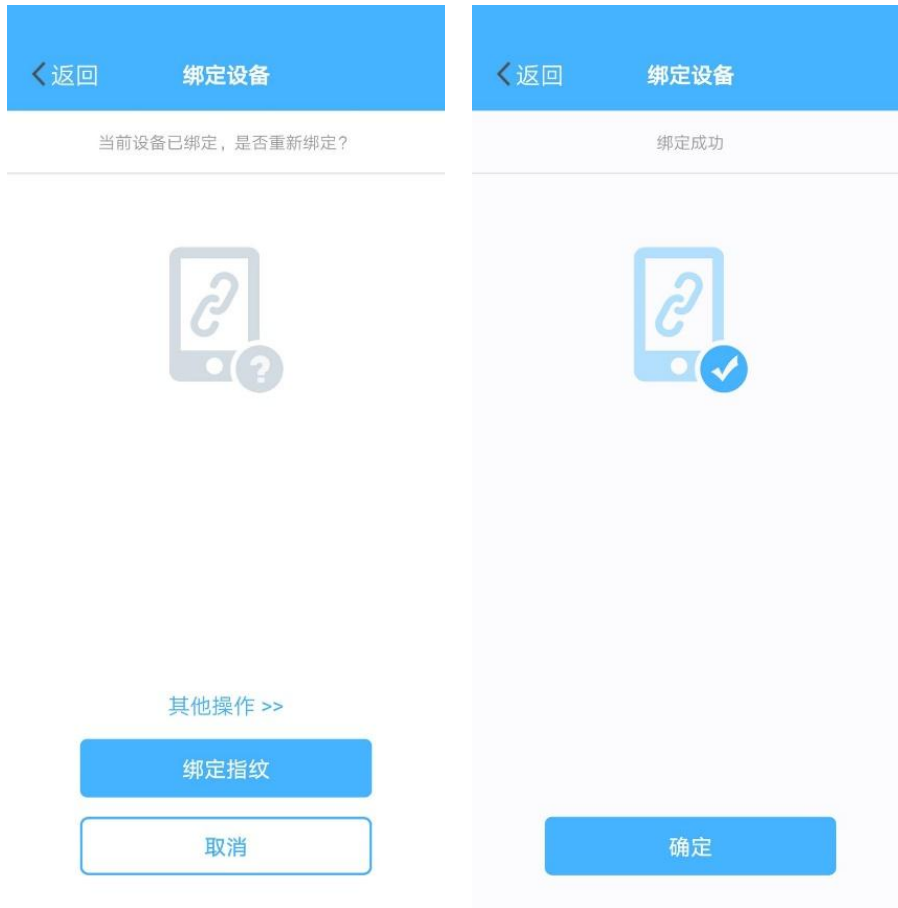 返回
绑定设备
当前设备已绑定，是否重新绑定？
?
其他操作 >>
绑定指纹
取消
返回
绑定设备
绑定成功
确定